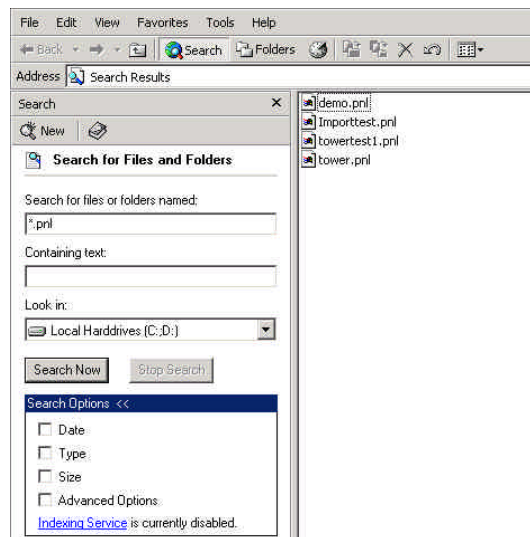 File Edit View Favorites Tools Help
Back Search Folders
Address Search Results
Search
New
Search for Files and Folders
Search for files or folders named:
*.pnl
Containing text:
Look in:
Local Harddrives (C:;D:)
Search Now Stop Search
Search Options <<
Date
Type
Size
Advanced Options
Indexing Service is currently disabled.
demo.pnl
Importtest.pnl
towertest1.pnl
tower.pnl